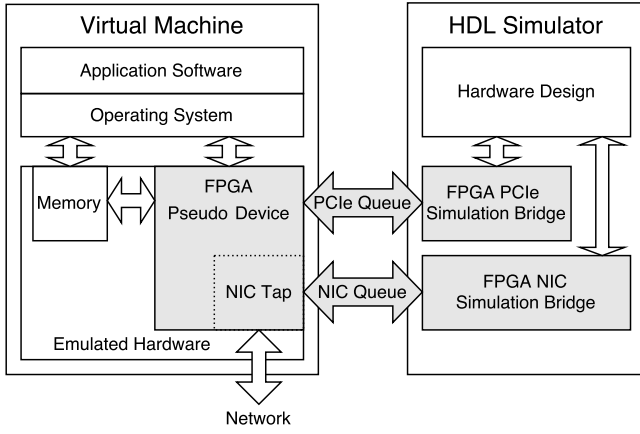 Virtual Machine
Application Software
Operating System
Memory
FPGA
Pseudo Device
NIC Tap
Emulated Hardware
Network
PCIe Queue
NIC Queue
HDL Simulator
Hardware Design
FPGA PCIe
Simulation Bridge
FPGA NIC
Simulation Bridge